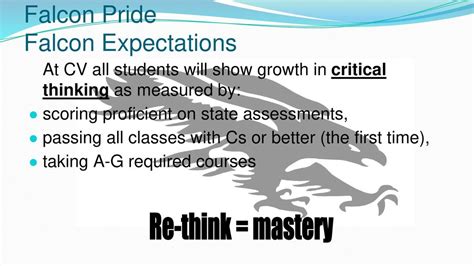 Falcon Pride
Falcon Expectations
At CV all students will show growth in critical
thinking as measured by:
● scoring proficient on state assessments,
● passing all classes with Cs or better (the first time),
● taking A-G required courses
Re-think = mastery